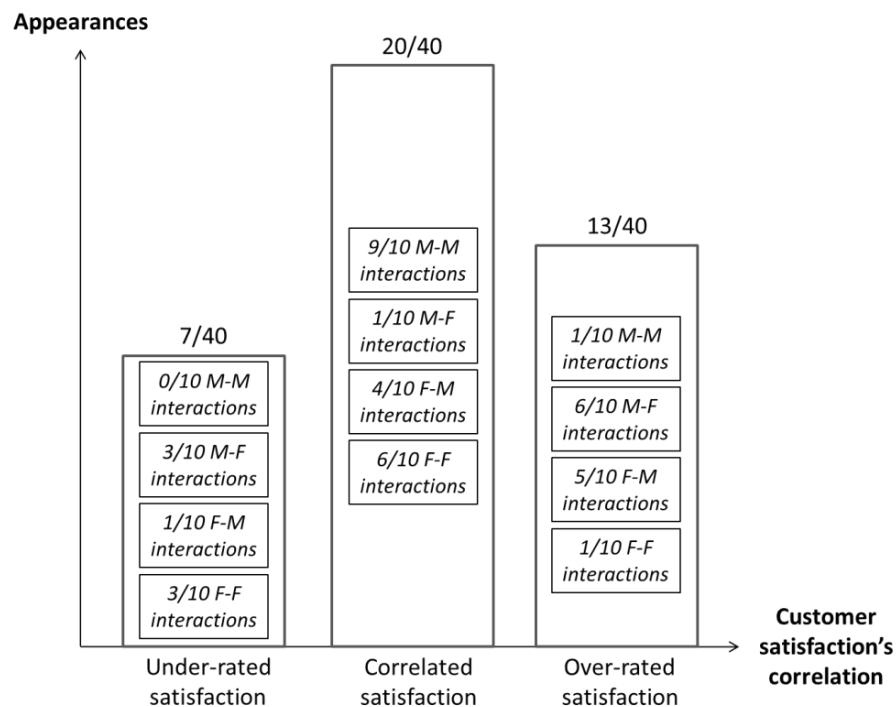 Appearances
20/40
9/10 M-M
interactions
1/10 M-F
interactions
4/10 F-M
interactions
6/10 F-F
interactions
13/40
1/10 M-M
interactions
6/10 M-F
interactions
5/10 F-M
interactions
1/10 F-F
interactions
7/40
0/10 M-M
interactions
3/10 M-F
interactions
1/10 F-M
interactions
3/10 F-F
interactions
Under-rated
satisfaction
Correlated
satisfaction
Over-rated
satisfaction
Customer
satisfaction's
correlation